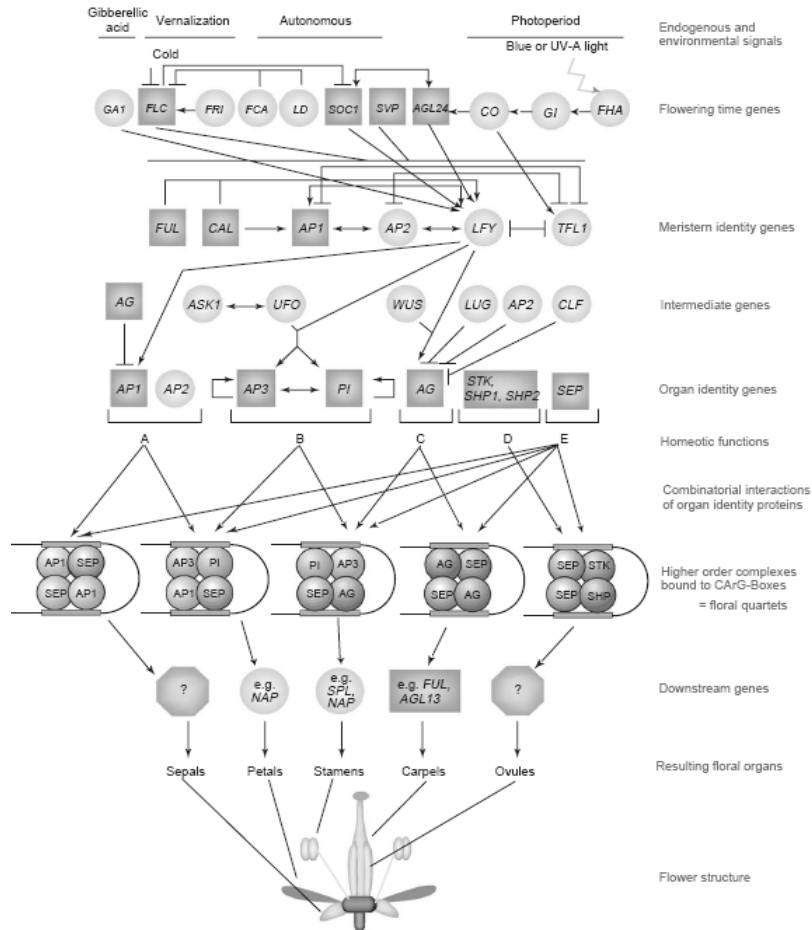 Gibberellic
acid
Vernalization
Autonomous
Photoperiod
Endogenous and
environmental signals
Cold
Blue or UV-A light
GA1
FLC
FRI
FCA
LD
SOC1
SVP
AGL24
CO
GI
FHA
Flowering time genes
FUL
CAL
AP1
AP2
LFY
TFL1
Meristern identity genes
AG
ASK1
UFO
WUS
LUG
AP2
CLF
Intermediate genes
AP1
AP2
AP3
PI
AG
STK,
SHP1, SHP2
SEP
Organ identity genes
A
B
C
D
E
Homeotic functions
Combinatorial interactions
of organ identity proteins
AP1 SEP
SEP AP1
AP3 PI
AP1 SEP
PI AP3
SEP AG
AG SEP
SEP AG
SEP STK
SEP SHP
Higher order complexes
bound to CArG-Boxes
= floral quartets
?
e.g.
NAP
e.g.
SPL,
NAP
e.g. FUL,
AGL13
?
Downstream genes
Sepals
Petals
Stamens
Carpels
Ovules
Resulting floral organs
Flower structure